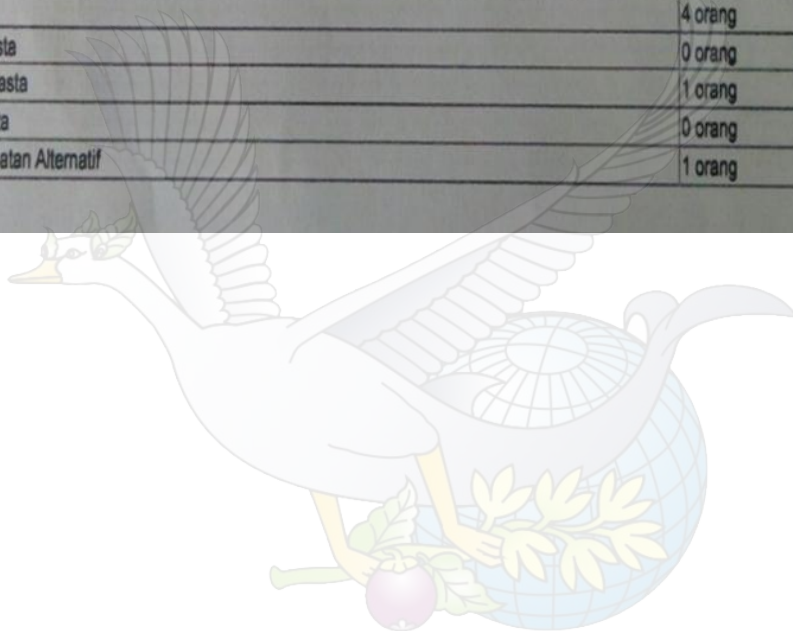 4 orang
sta 0 orang
asta 1 orang
a 0 orang
atan Alternatif 1 orang